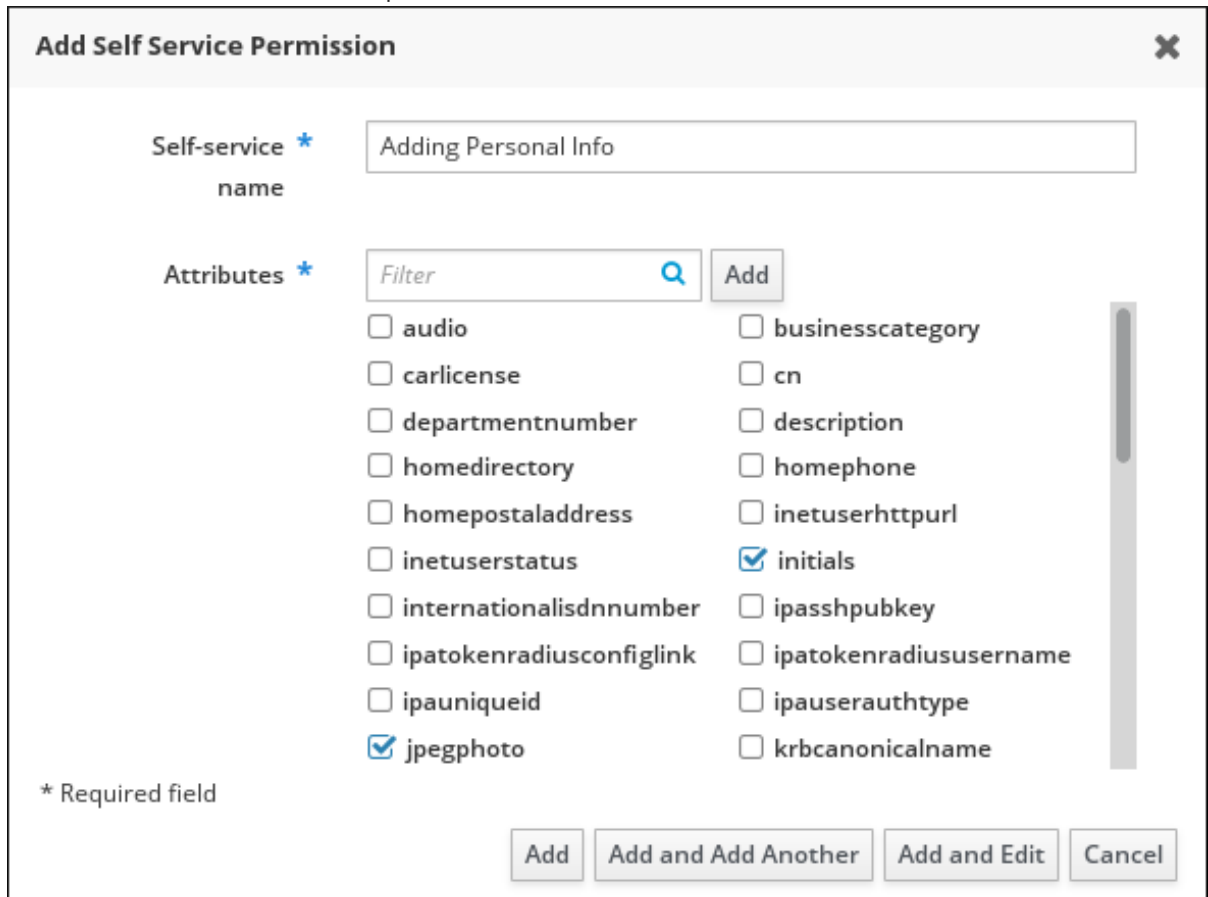 Add Self Service Permission
Self-service * Adding Personal Info
name
Attributes * Filter Add
audio businesscategory
carlicense cn
departmentnumber description
homedirectory homephone
homepostaladdress inetuserhttpurl
inetuserstatus initials
internationalisdnnumber ipasshpubkey
ipatokenradiusconfiglink ipatokenradiususername
ipauniqueid ipauserauthtype
jpegphoto krbcanonicalname
* Required field
Add Add and Add Another Add and Edit Cancel